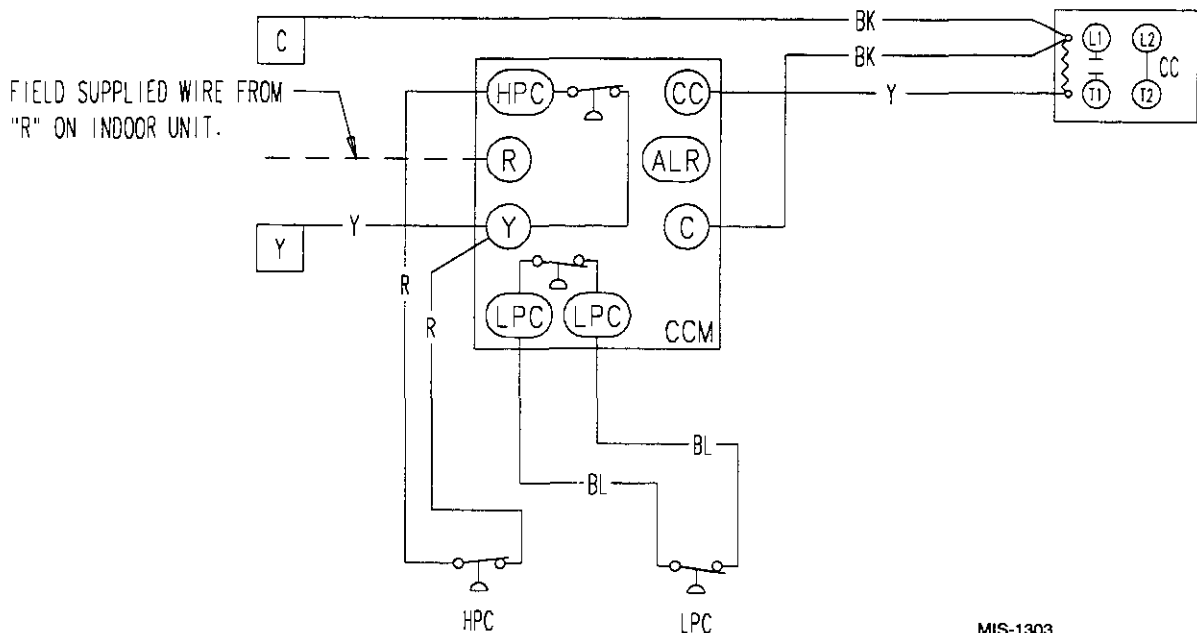 BK
C
BK
L1 L2
CC
FIELD SUPPLIED WIRE FROM
"R" ON INDOOR UNIT.
HPC
CC
Y
T1 T2
R
ALR
Y
Y
Y
C
R
R
LPC LPC
CCM
BL
BL
HPC
LPC
MIS-1303